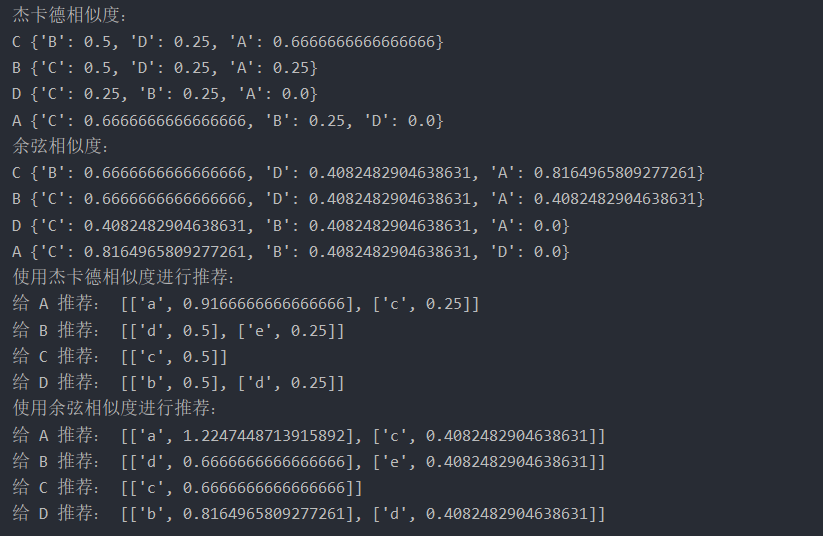 杰卡德相似度：
C {'B': 0.5, 'D': 0.25, 'A': 0.6666666666666666}
B {'C': 0.5, 'D': 0.25, 'A': 0.25}
D {'C': 0.25, 'B': 0.25, 'A': 0.0}
A {'C': 0.6666666666666666, 'B': 0.25, 'D': 0.0}
余弦相似度：
C {'B': 0.6666666666666666, 'D': 0.4082482904638631, 'A': 0.8164965809277261}
B {'C': 0.6666666666666666, 'D': 0.4082482904638631, 'A': 0.4082482904638631}
D {'C': 0.4082482904638631, 'B': 0.4082482904638631, 'A': 0.0}
A {'C': 0.8164965809277261, 'B': 0.4082482904638631, 'D': 0.0}
使用杰卡德相似度进行推荐：
给 A 推荐： [['a', 0.9166666666666666], ['c', 0.25]]
给 B 推荐： [['d', 0.5], ['e', 0.25]]
给 C 推荐： [['c', 0.5]]
给 D 推荐： [['b', 0.5], ['d', 0.25]]
使用余弦相似度进行推荐：
给 A 推荐： [['a', 1.2247448713915892], ['c', 0.4082482904638631]]
给 B 推荐： [['d', 0.6666666666666666], ['e', 0.4082482904638631]]
给 C 推荐： [['c', 0.6666666666666666]]
给 D 推荐： [['b', 0.8164965809277261], ['d', 0.4082482904638631]]